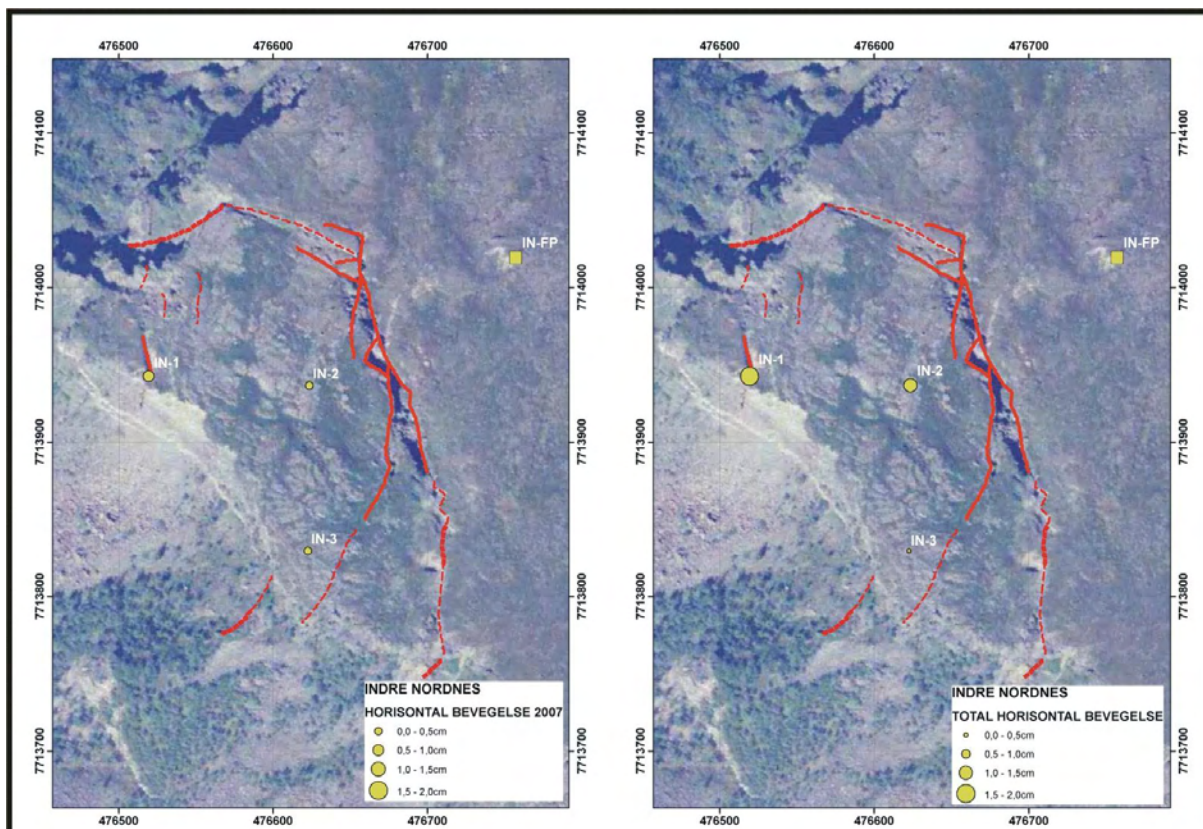 476500 476600 476700
7714100
7714000
7713900
7713800
7713700
IN-FP
IN-1
IN-2
IN-3
INDRE NORDNES
HORISONTAL BEVEGELSE 2007
0,0 - 0,5cm
0,5 - 1,0cm
1,0 - 1,5cm
1,5 - 2,0cm
7714100
7714000
7713900
7713800
7713700
476500 476600 476700
476500 476600 476700
7714100
7714000
7713900
7713800
7713700
IN-FP
IN-1
IN-2
IN-3
INDRE NORDNES
TOTAL HORISONTAL BEVEGELSE
0,0 - 0,5cm
0,5 - 1,0cm
1,0 - 1,5cm
1,5 - 2,0cm
7714100
7714000
7713900
7713800
7713700
476500 476600 476700